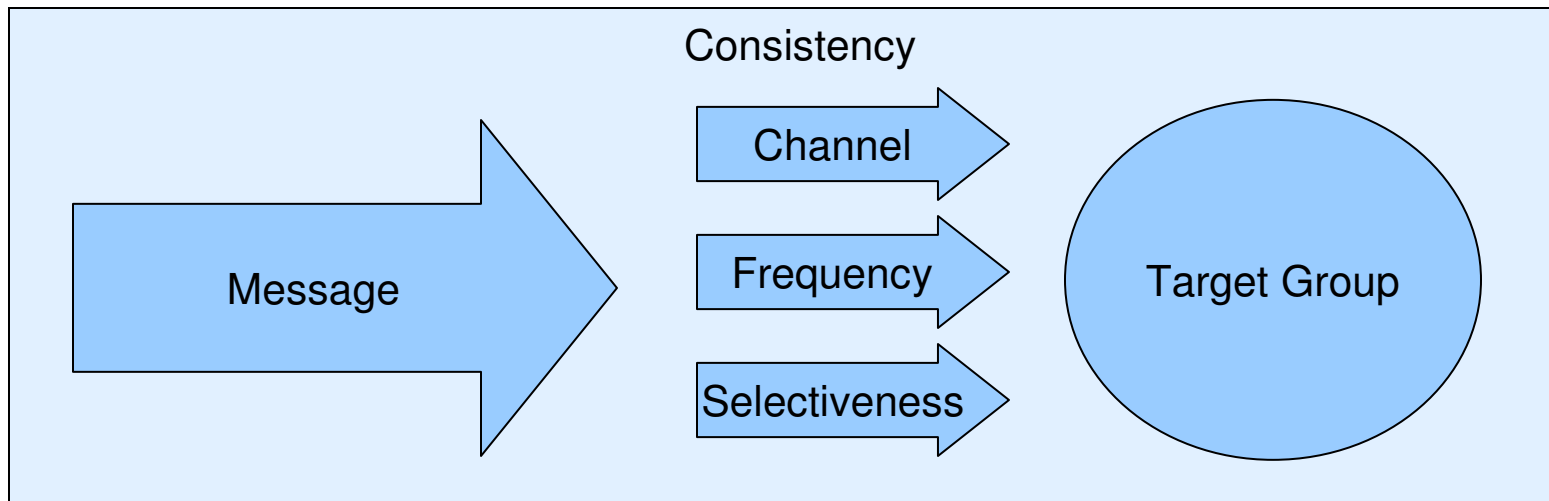 Consistency
Message
Channel
Frequency
Selectiveness
Target Group